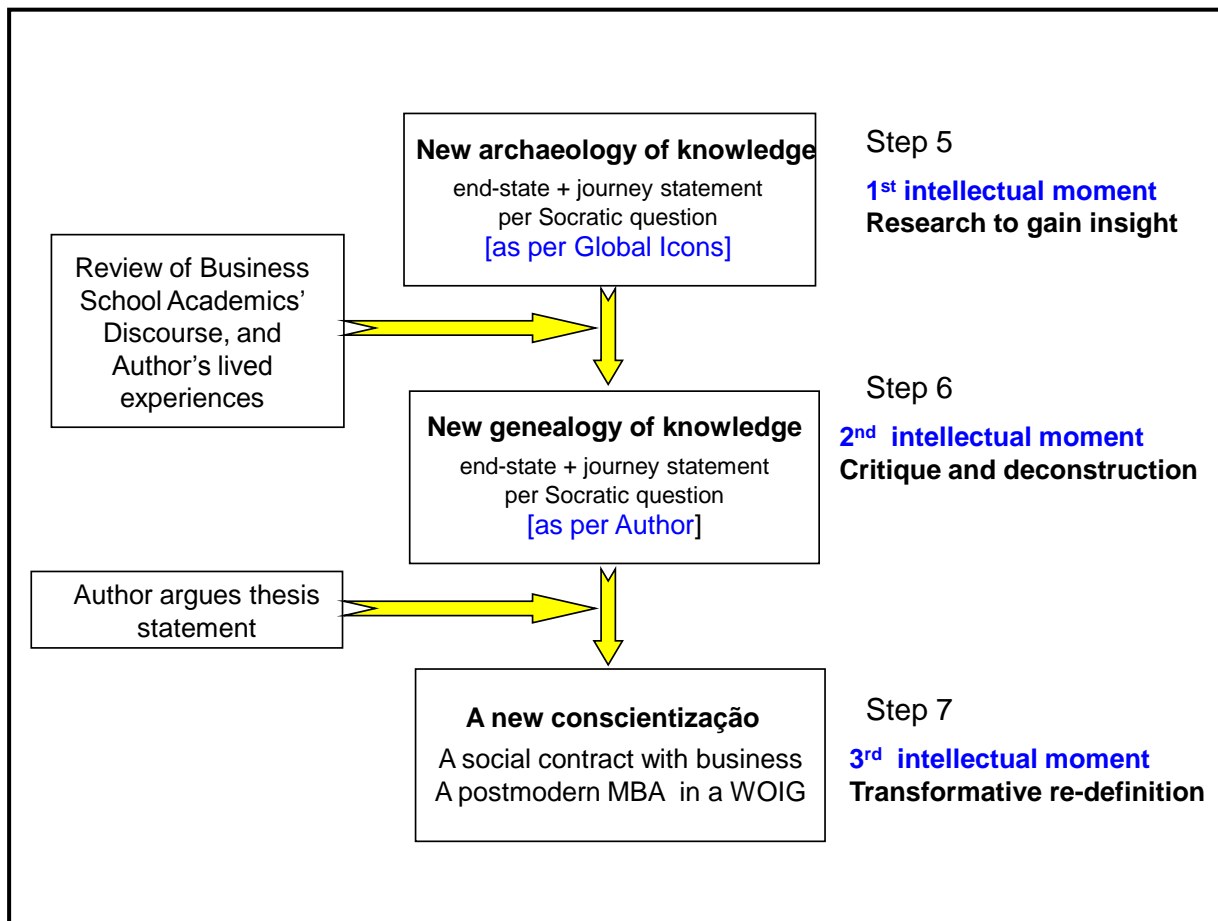 New archaeology of knowledge
end-state + journey statement
per Socratic question
[as per Global Icons]
Step 5
1st intellectual moment
Research to gain insight
Review of Business
School Academics'
Discourse, and
Author's lived
experiences
New genealogy of knowledge
end-state + journey statement
per Socratic question
[as per Author]
Step 6
2nd intellectual moment
Critique and deconstruction
Author argues thesis
statement
A new conscientização
A social contract with business
A postmodern MBA in a WOIG
Step 7
3rd intellectual moment
Transformative re-definition